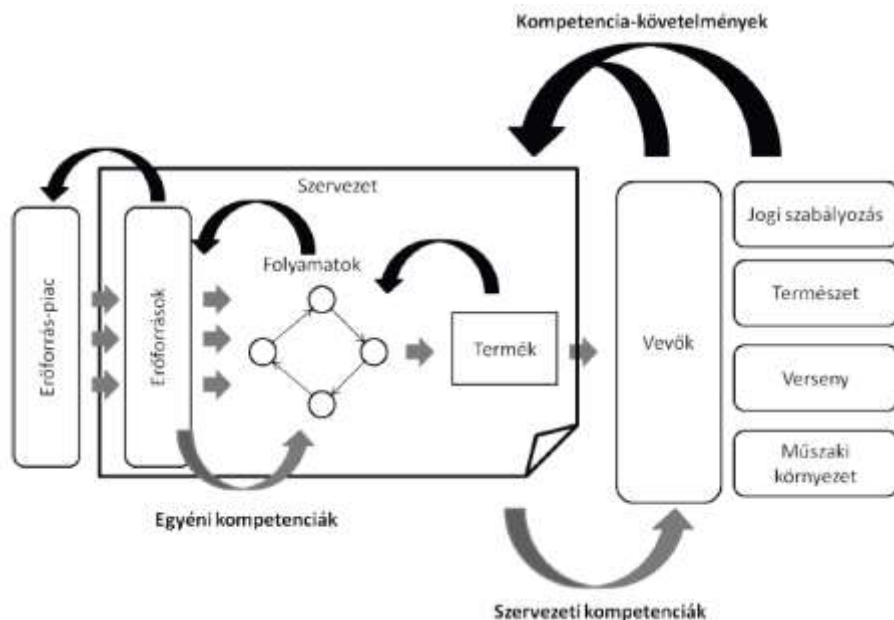 Kompetencia-követelmények
Szervezet
Erőforrás-piac
Erőforrások
Folyamatok
Termék
Vevők
Jogi szabályozás
Természet
Verseny
Műszaki
környezet
Egyéni kompetenciák
Szervezeti kompetenciák